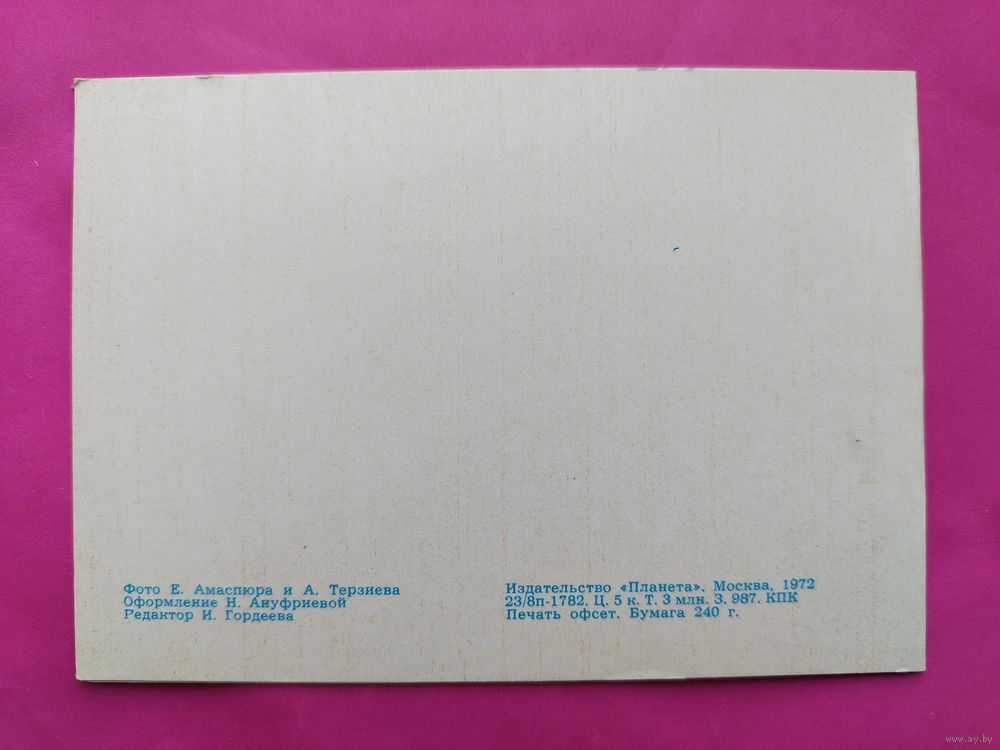 Фото Е. Амаспюра и А. Терзиева
Оформление Н. Ануфриевой
Редактор И. Гордеева
Издательство «Планета». Москва, 1972
23/8п-1782. Ц. 5 к. Т. 3 млн. З. 987. КПК
Печать офсет. Бумага 240 г.
www.ay.by